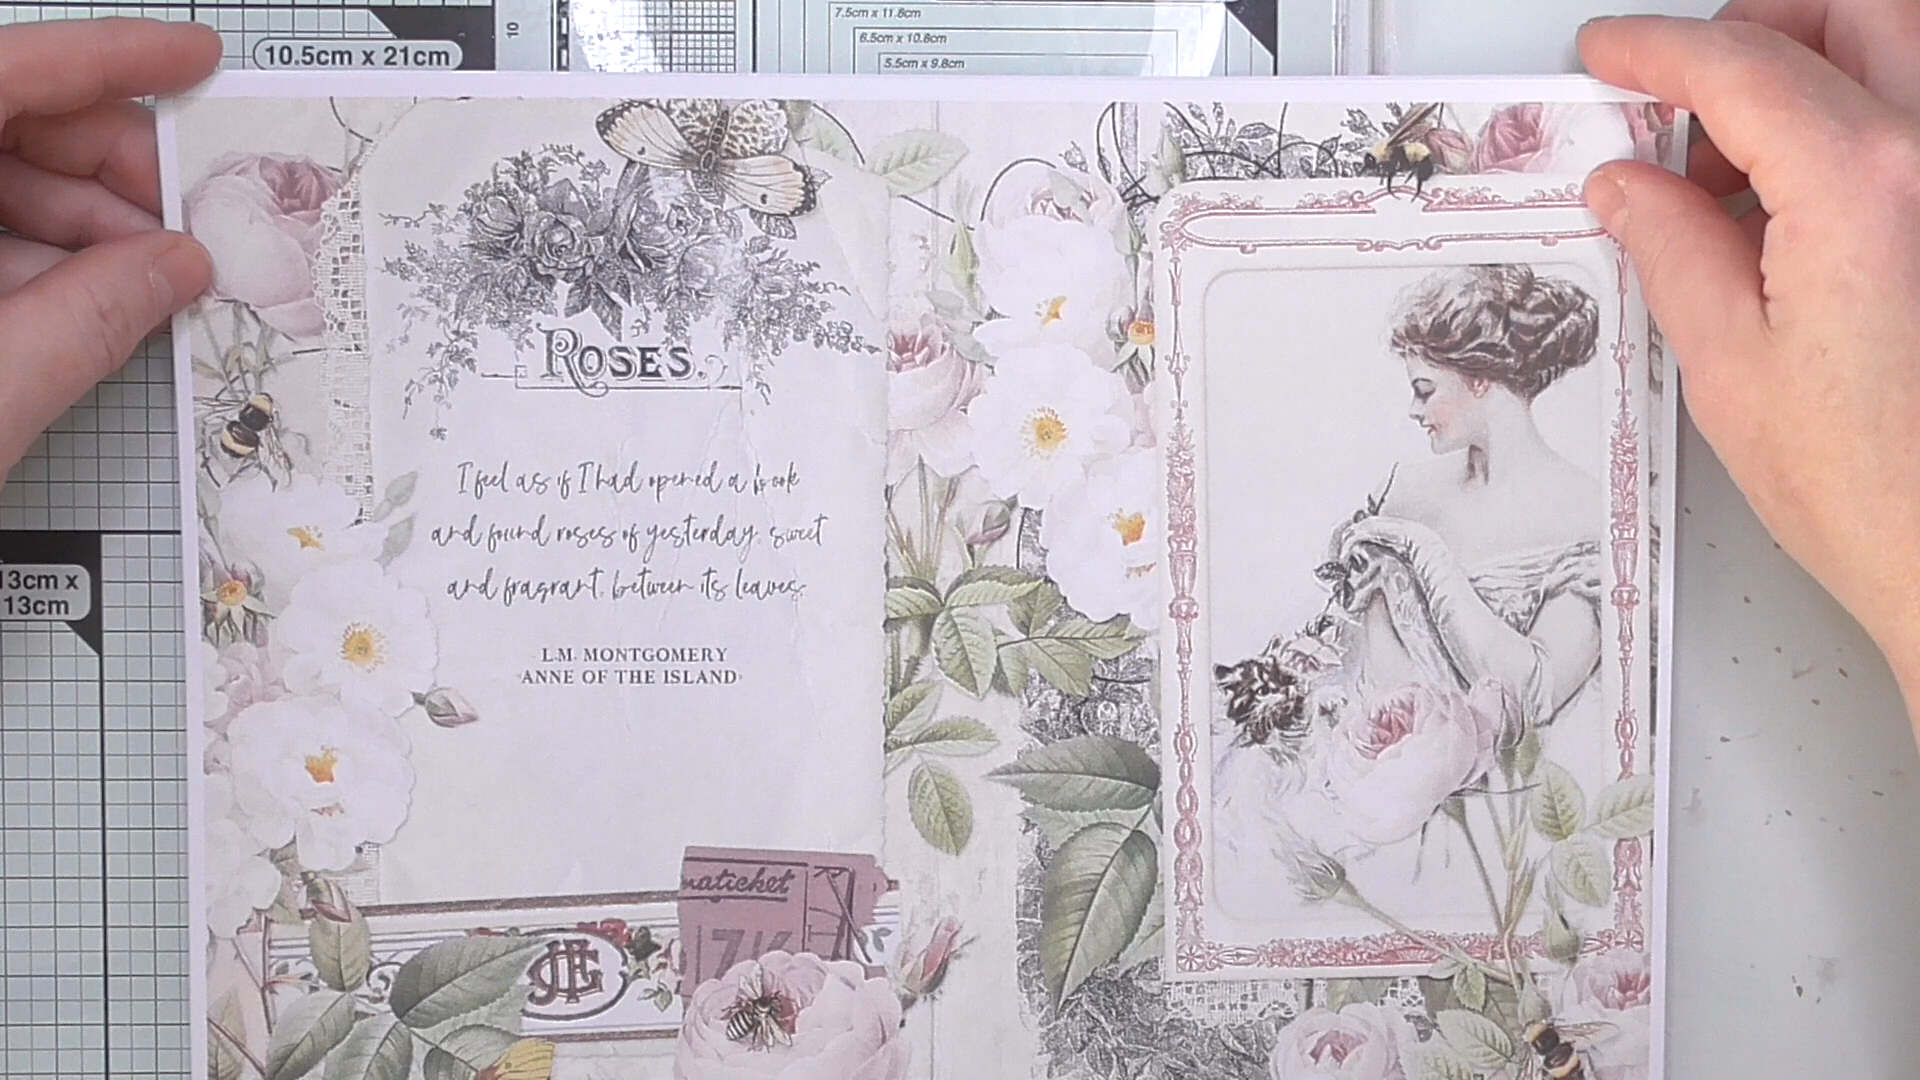 10.5cm x 21cm
10
7.5cm x 11.8cm
6.5cm x 10.8cm
5.5cm x 9.8cm
13cm x
13cm
ROSES.
I feel as if I had opened a book
and found roses of yesterday, sweet
and fragrant, between its leaves.
L.M. MONTGOMERY
ANNE OF THE ISLAND
maticket